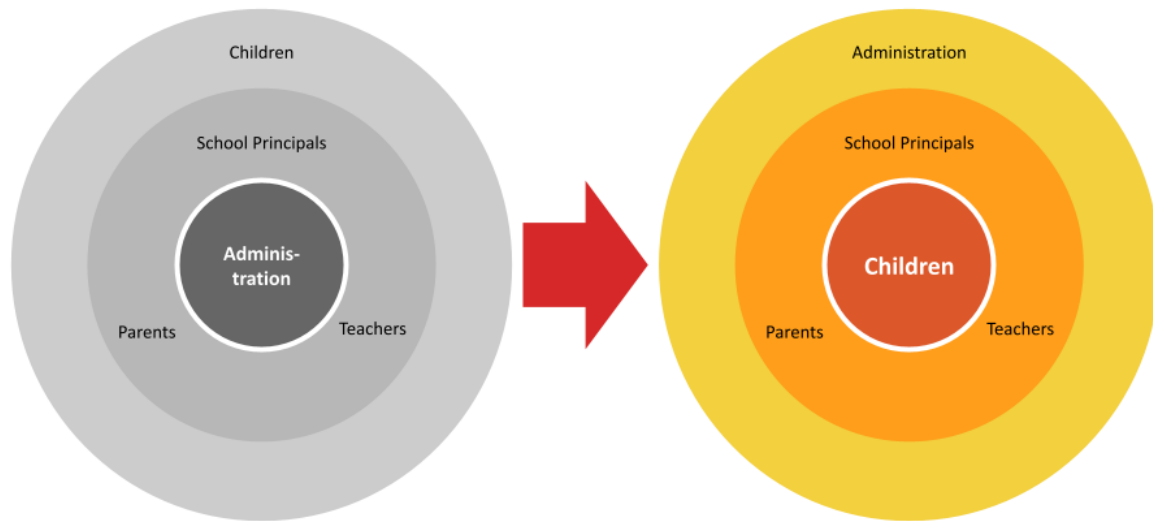 Children
School Principals
Adminis-
tration
Parents
Teachers
Administration
School Principals
Children
Parents
Teachers